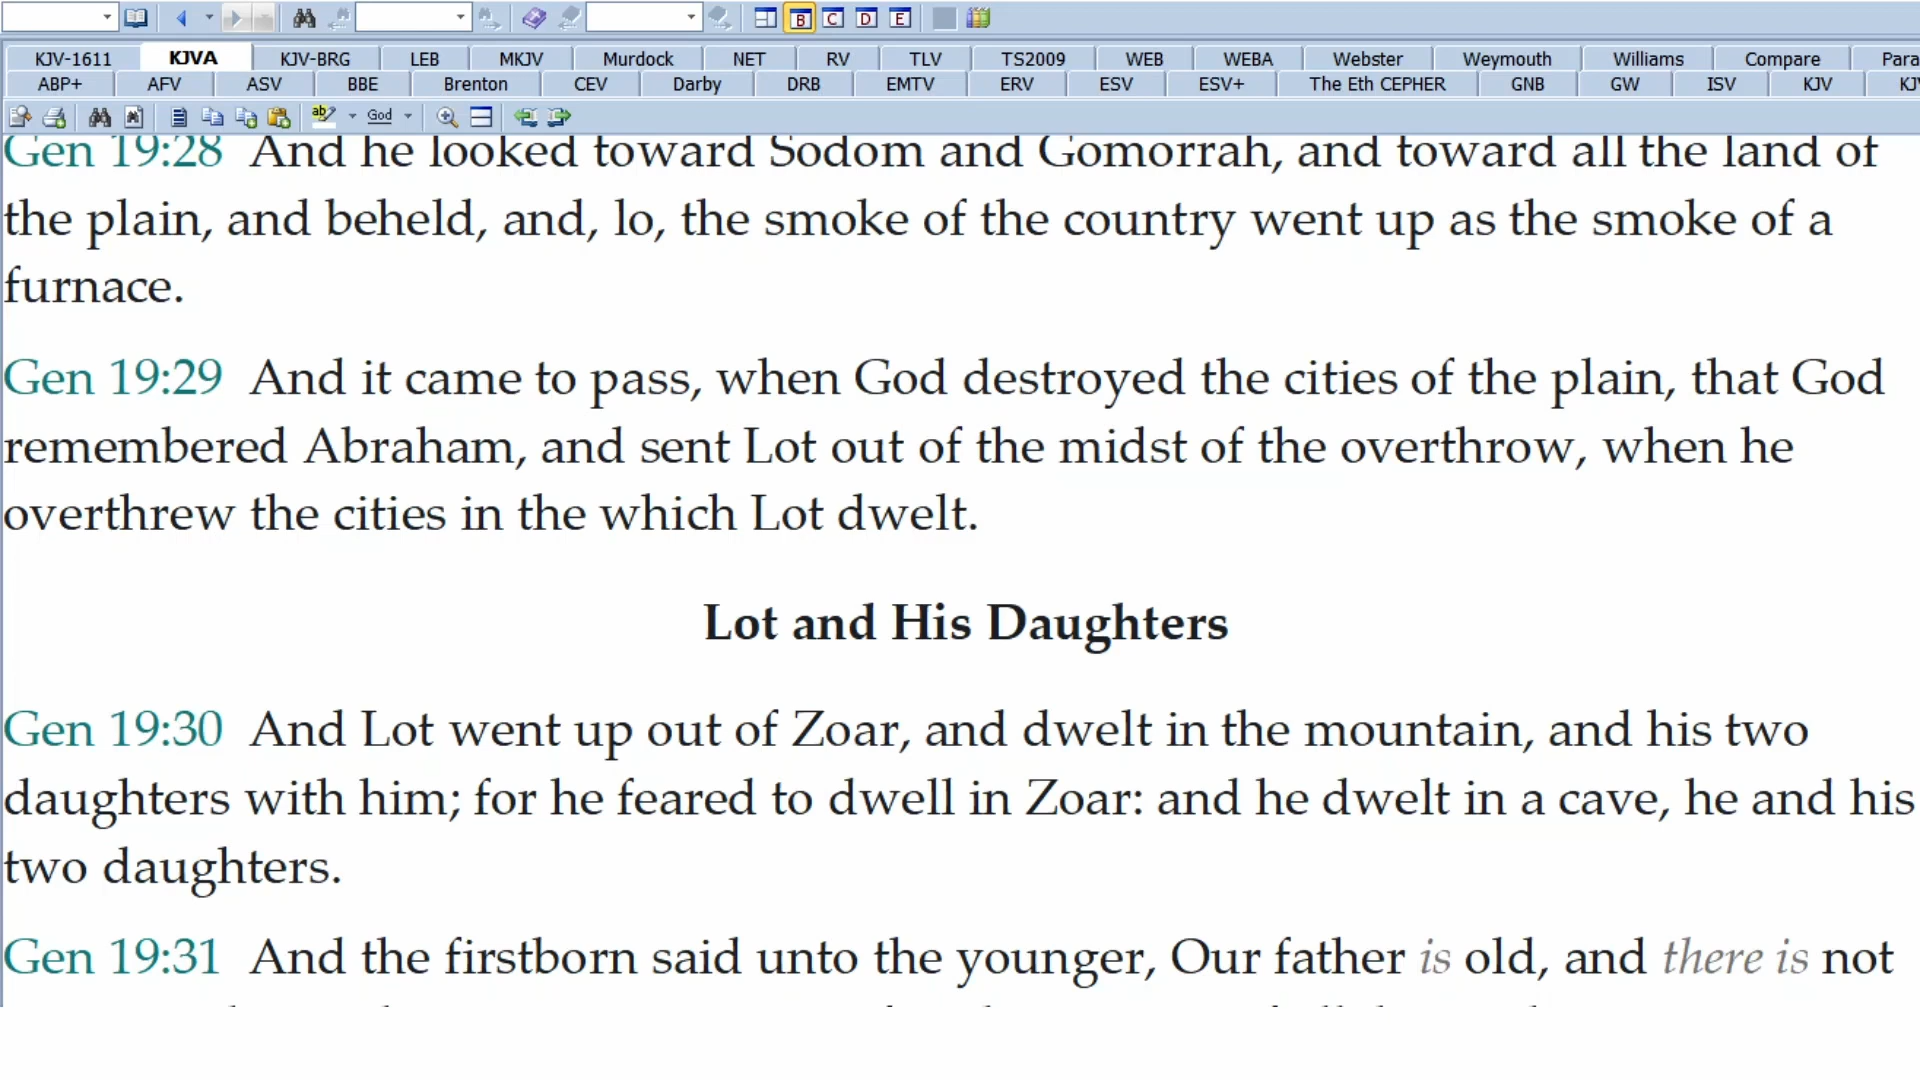 B C D E
KJV-1611 KJVA KJV-BRG LEB MKJV Murdock NET RV TLV TS2009 WEB WEBA Webster Weymouth Williams Compare Para
ABP+ AFV ASV BBE Brenton CEV Darby DRB EMTV ERV ESV ESV+ The Eth CEPHER GNB GW ISV KJV KJ
ab God
Gen 19:28 And he looked toward Sodom and Gomorrah, and toward all the land of
the plain, and beheld, and, lo, the smoke of the country went up as the smoke of a
furnace.
Gen 19:29 And it came to pass, when God destroyed the cities of the plain, that God
remembered Abraham, and sent Lot out of the midst of the overthrow, when he
overthrew the cities in the which Lot dwelt.
Lot and His Daughters
Gen 19:30 And Lot went up out of Zoar, and dwelt in the mountain, and his two
daughters with him; for he feared to dwell in Zoar: and he dwelt in a cave, he and his
two daughters.
Gen 19:31 And the firstborn said unto the younger, Our father is old, and there is not